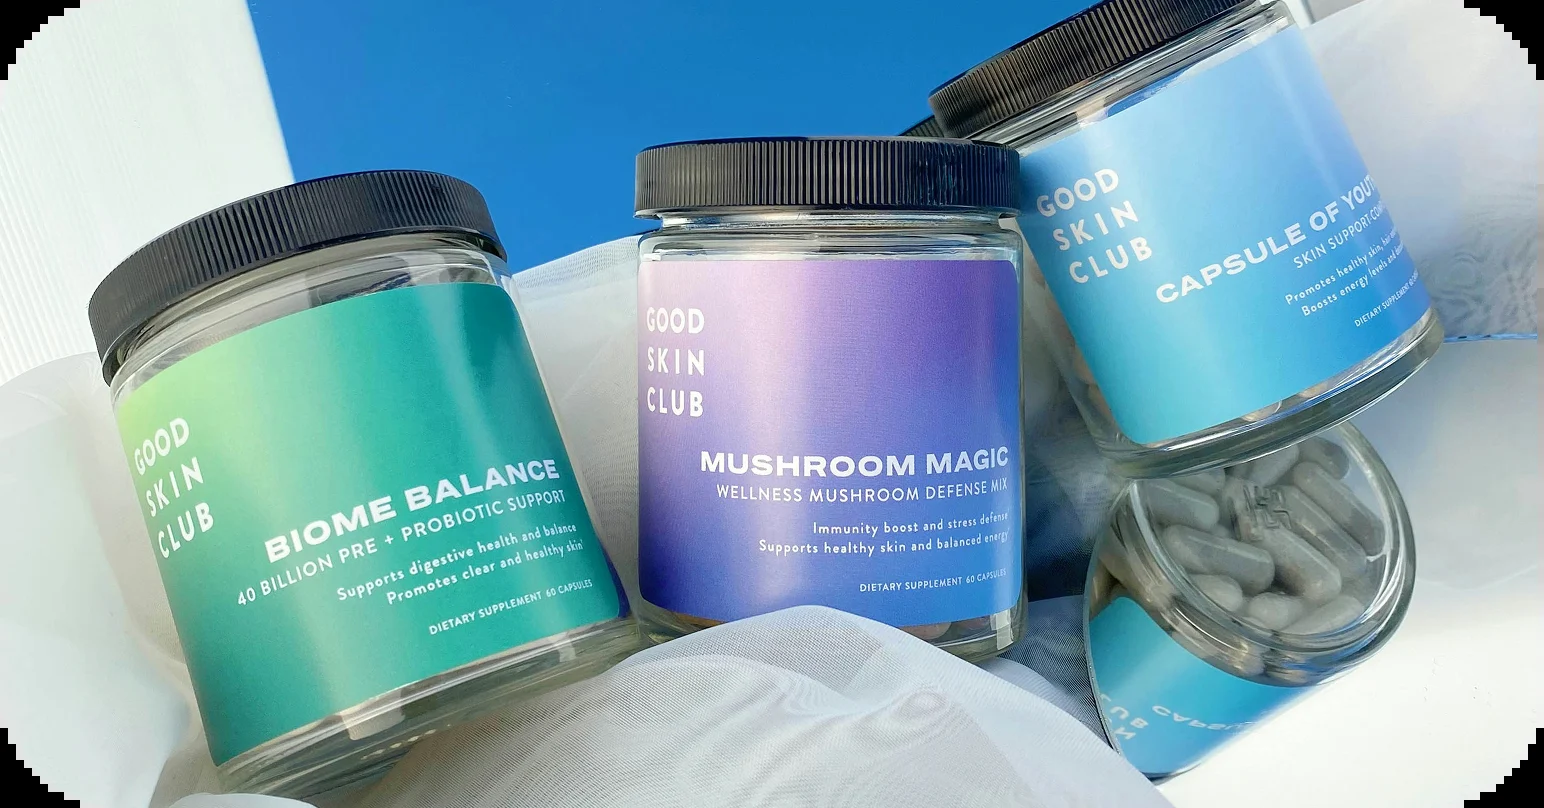 GOOD
SKIN
CLUB
BIOME BALANCE
40 BILLION PRE + PROBIOTIC SUPPORT
Supports digestive health and balance
Promotes clear and healthy skin
DIETARY SUPPLEMENT 60 CAPSULES
GOOD
SKIN
CLUB
MUSHROOM MAGIC
WELLNESS MUSHROOM DEFENSE MIX
Immunity boost and stress defense
Supports healthy skin and balanced energy
DIETARY SUPPLEMENT 60 CAPSULES
GOOD
SKIN
CLUB
CAPSULE OF YOUT
SKIN SUPPORT
Promotes healthy skin, hair
Boosts energy levels and
DIETARY SUPPLEMENT